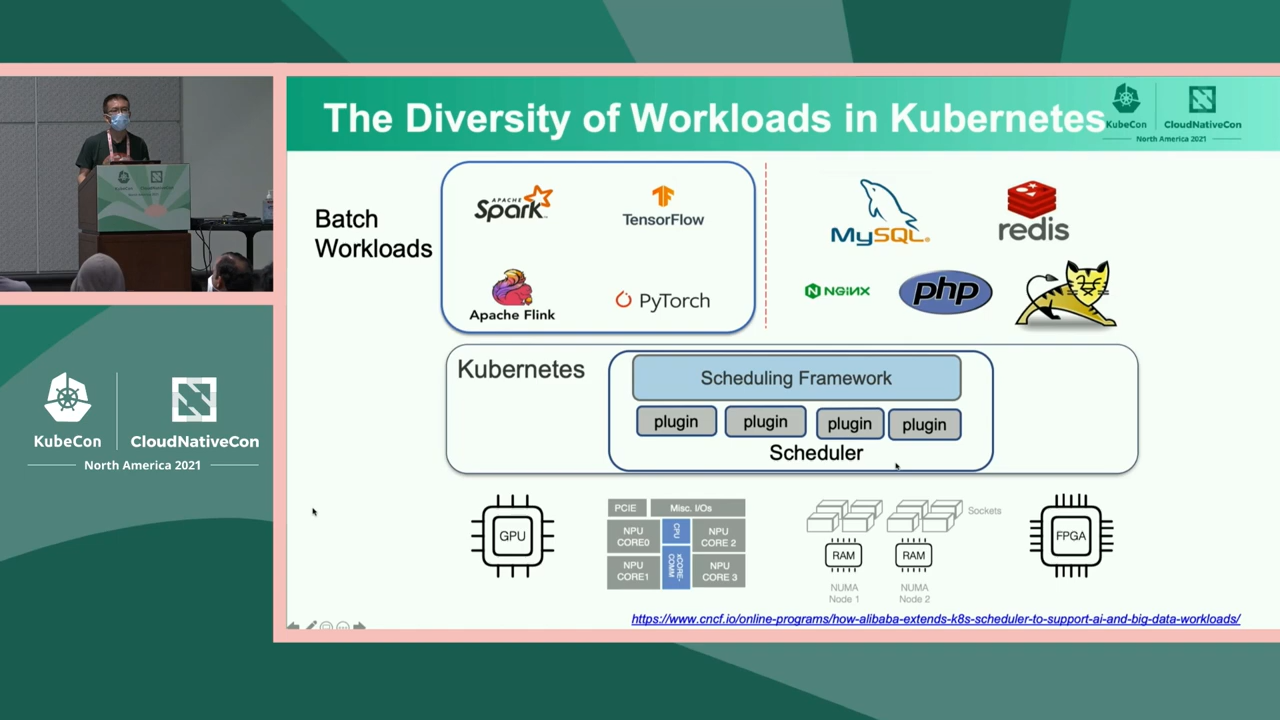 The Diversity of Workloads in Kubernetes
KubeCon
CloudNativeCon
North America 2021
Batch
Workloads
APACHE
Spark
TensorFlow
Apache Flink
PyTorch
MySQL
redis
NGINX
php
Kubernetes
Scheduling Framework
plugin
plugin
plugin
plugin
Scheduler
GPU
PCIE
Misc. I/Os
NPU
CORE0
CPU
NPU
CORE 2
NPU
CORE1
xCORE-
COMM
NPU
CORE 3
Sockets
RAM
RAM
NUMA
Node 1
NUMA
Node 2
FPGA
https://www.cncf.io/online-programs/how-alibaba-extends-k8s-scheduler-to-support-ai-and-big-data-workloads/
KubeCon
CloudNativeCon
North America 2021